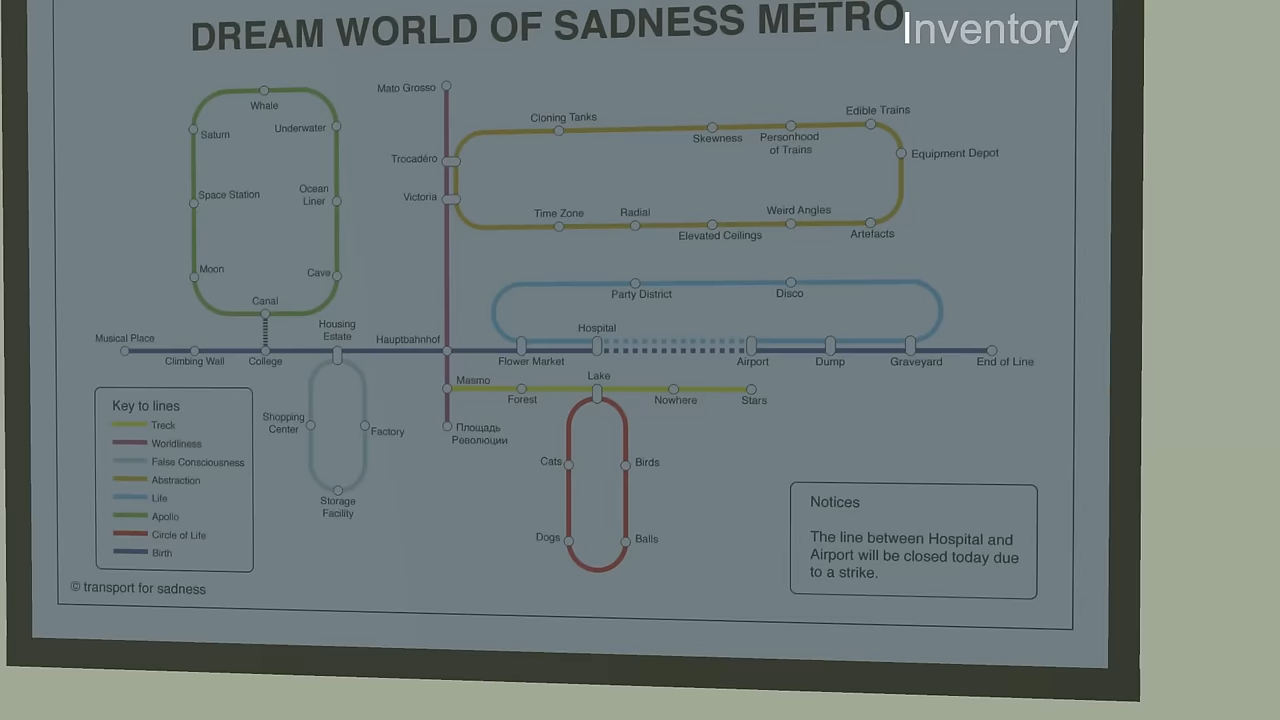 DREAM WORLD OF SADNESS METRO
Inventory
Mato Grosso
Whale
Cloning Tanks
Edible Trains
Saturn
Underwater
Skewness
Personhood
of Trains
Equipment Depot
Trocadéro
Space Station
Ocean
Liner
Victoria
Time Zone
Radial
Weird Angles
Elevated Ceilings
Artefacts
Moon
Cave
Party District
Disco
Canal
Musical Place
Housing
Estate
Hauptbahnhof
Hospital
Climbing Wall
College
Flower Market
Airport
Dump
Graveyard
End of Line
Masmo
Lake
Forest
Nowhere
Stars
Shopping
Center
Factory
Площадь
Революции
Cats
Birds
Storage
Facility
Dogs
Balls
Key to lines
Treck
Worldliness
False Consciousness
Abstraction
Life
Apollo
Circle of Life
Birth
Notices
The line between Hospital and
Airport will be closed today due
to a strike.
© transport for sadness